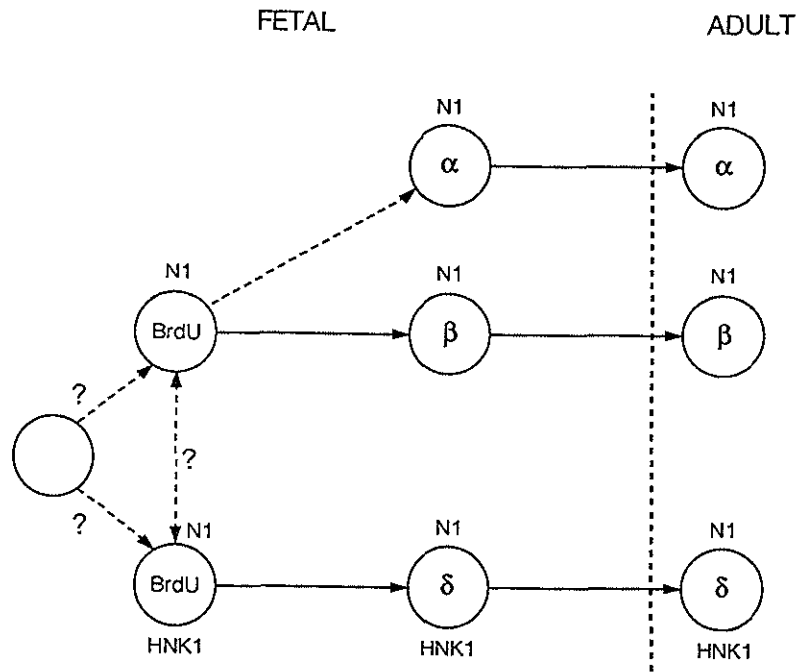 FETAL ADULT
N1 N1
α α
N1 N1 N1
BrdU β β
?
?
? N1 N1 N1
BrdU δ δ
HNK1 HNK1 HNK1